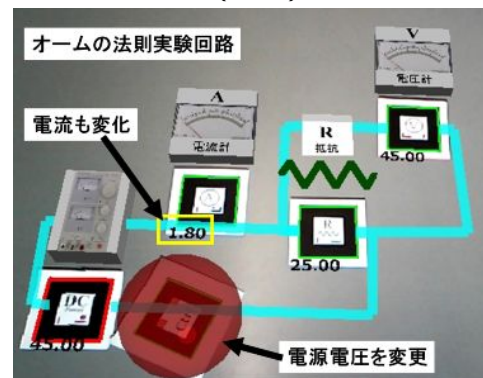 オームの法則実験回路
V
電圧計
電流も変化
A
電流計
R
抵抗
45.00
1.80
R
25.00
DC
45.00
電源電圧を変更